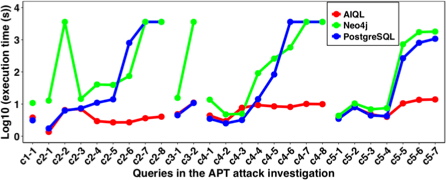 Log10 (execution time (s))
4
3
2
1
0
AIQL
Neo4j
PostgreSQL
c1-1
c2-1
c2-2
c2-3
c2-4
c2-5
c2-6
c2-7
c2-8
c3-1
c3-2
c4-1
c4-2
c4-3
c4-4
c4-5
c4-6
c4-7
c4-8
c5-1
c5-2
c5-3
c5-4
c5-5
c5-6
c5-7
Queries in the APT attack investigation